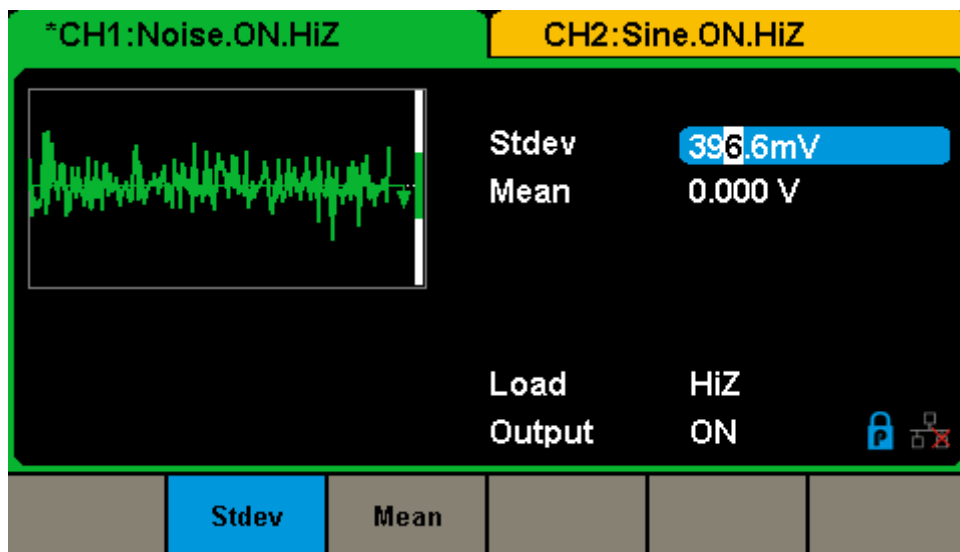 *CH1:Noise.ON.HiZ
CH2:Sine.ON.HiZ
Stdev 396.6mV
Mean 0.000 V
Load HiZ
Output ON
P
Stdev Mean